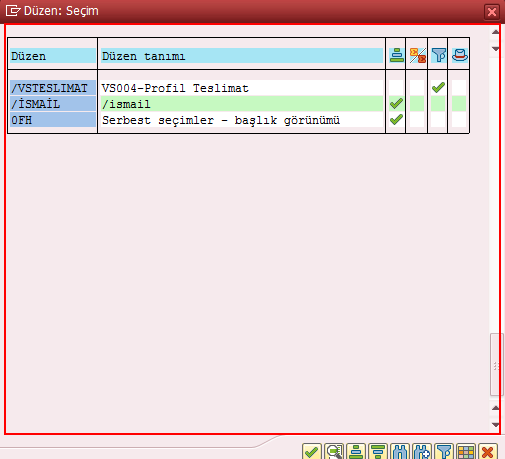 Düzen: Seçim
Düzen Düzen tanımı
/VSTESLIMAT VS004-Profil Teslimat
/İSMAİL /ismail
0FH Serbest seçimler - başlık görünümü